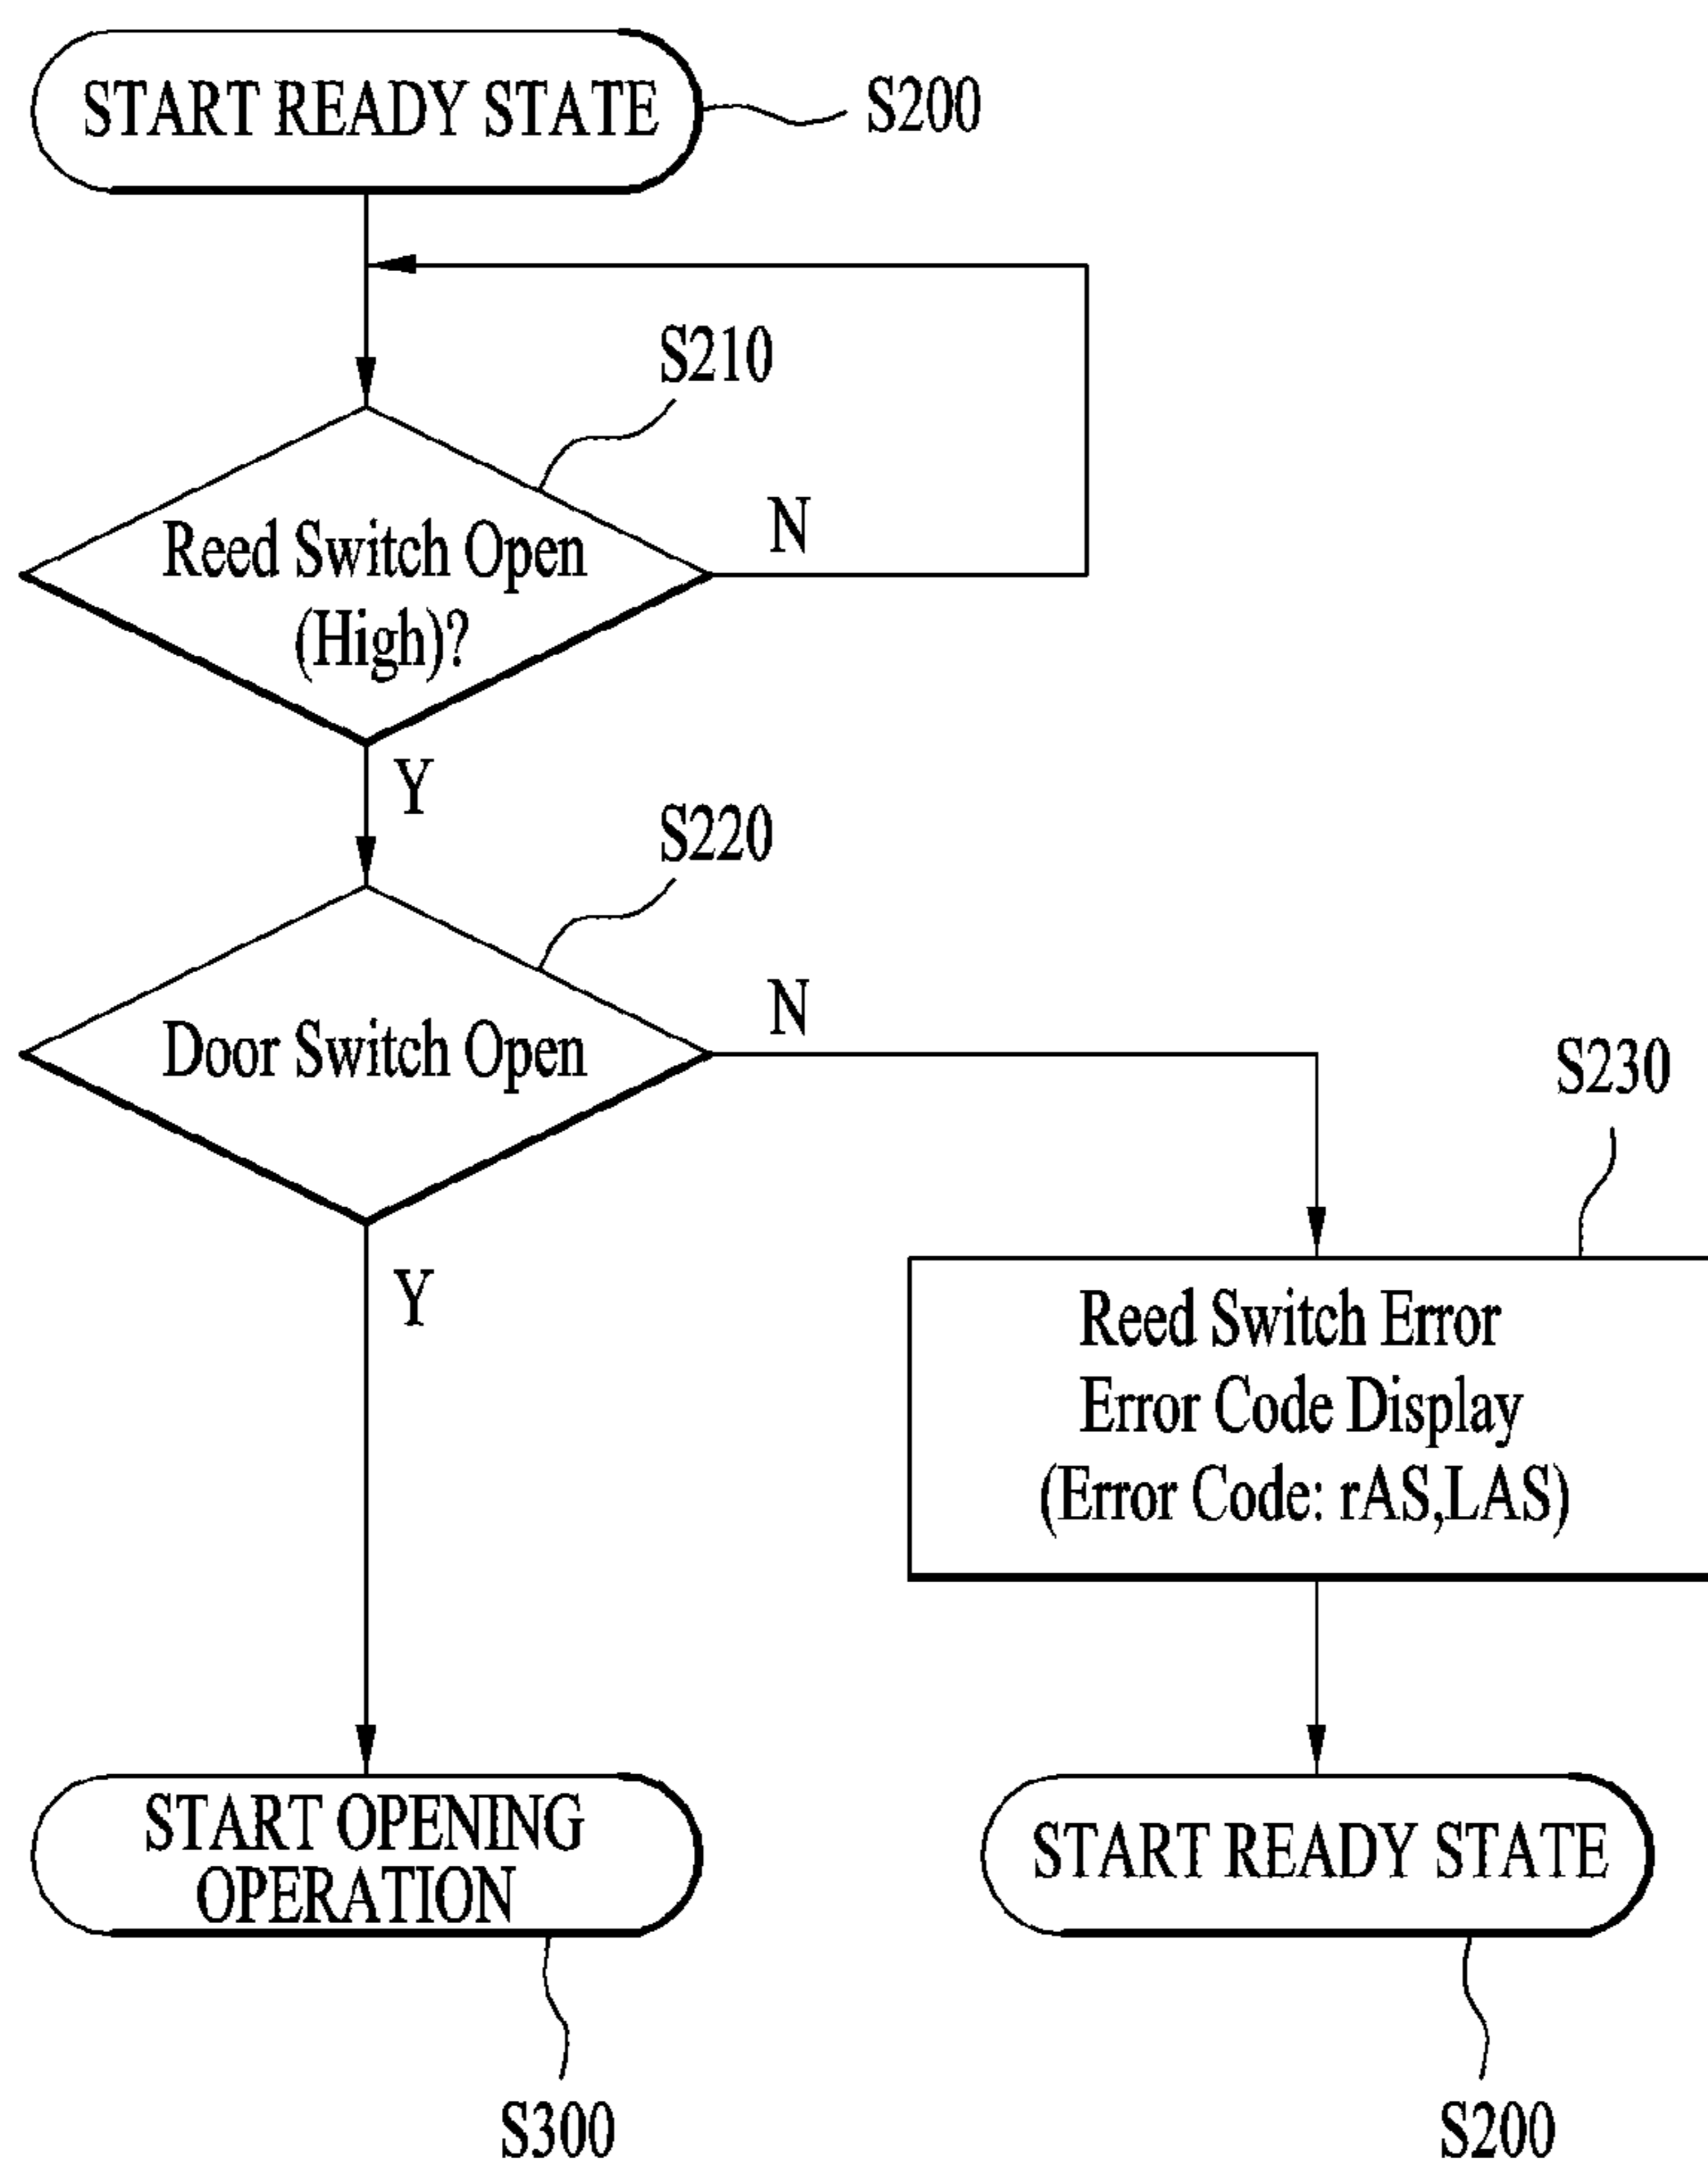 START READY STATE
S200
S210
Reed Switch Open
(High)?
N
Y
S220
Door Switch Open
N
Y
S230
Reed Switch Error
Error Code Display
(Error Code: rAS,LAS)
START OPENING
OPERATION
START READY STATE
S300
S200